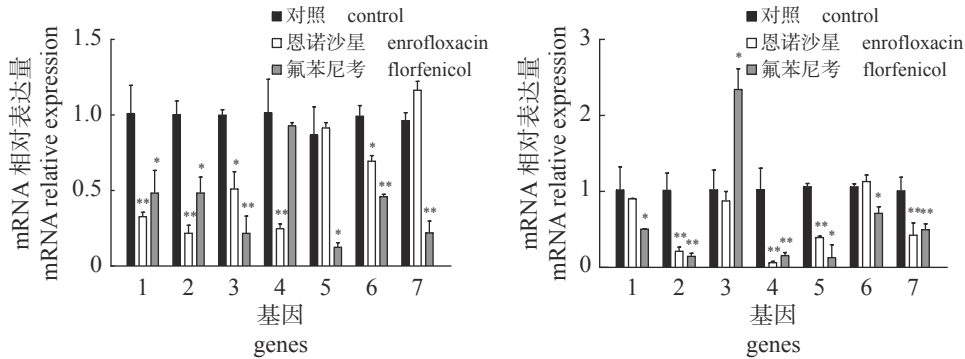 对照 control
恩诺沙星 enrofloxacin
氟苯尼考 florfenicol
mRNA 相对表达量
mRNA relative expression
1.5
1.0
0.5
0
* * * * *
** ** ** ** ** **
1 2 3 4 5 6 7
基因
genes
对照 control
恩诺沙星 enrofloxacin
氟苯尼考 florfenicol
mRNA 相对表达量
mRNA relative expression
3
2
1
0
*
* ** ** ** ** ** * * ** **
1 2 3 4 5 6 7
基因
genes